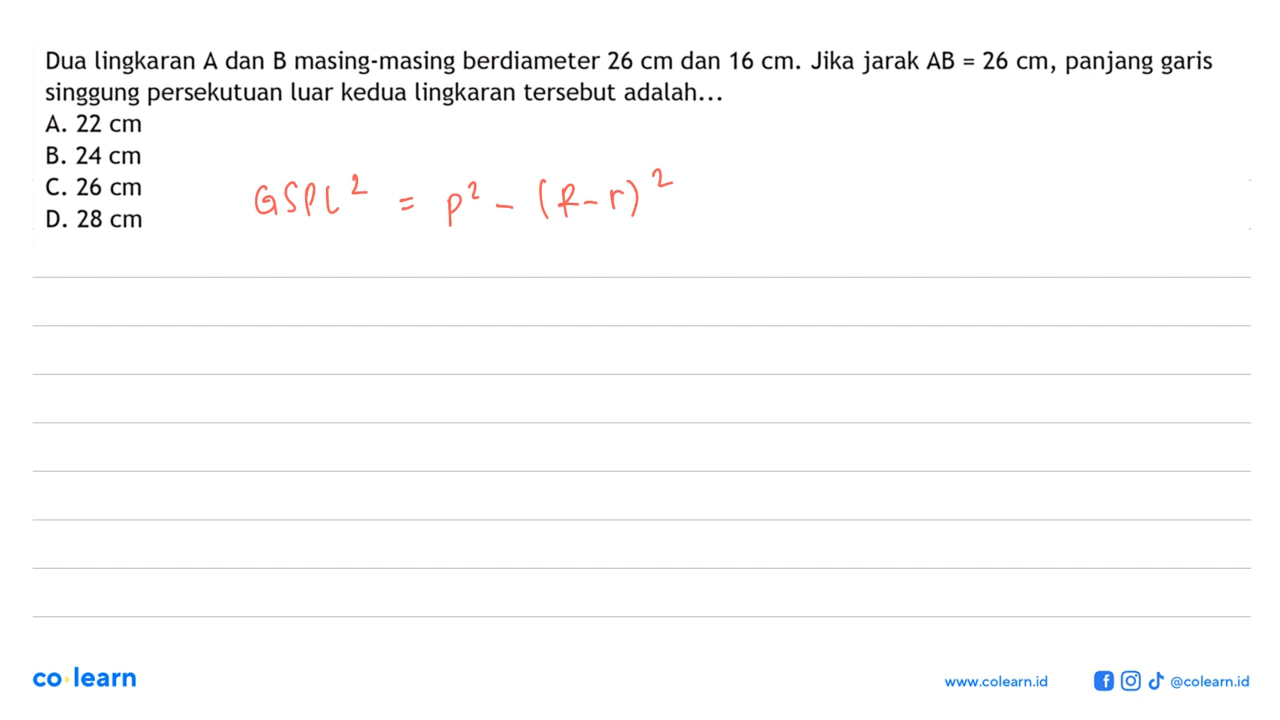 Dua lingkaran A dan B masing-masing berdiameter 26 cm dan 16 cm. Jika jarak AB = 26 cm, panjang garis
singgung persekutuan luar kedua lingkaran tersebut adalah...
A. 22 cm
B. 24 cm
C. 26 cm
D. 28 cm
GSPL² = p² - (R-r)²
co learn
www.colearn.id
@colearn.id